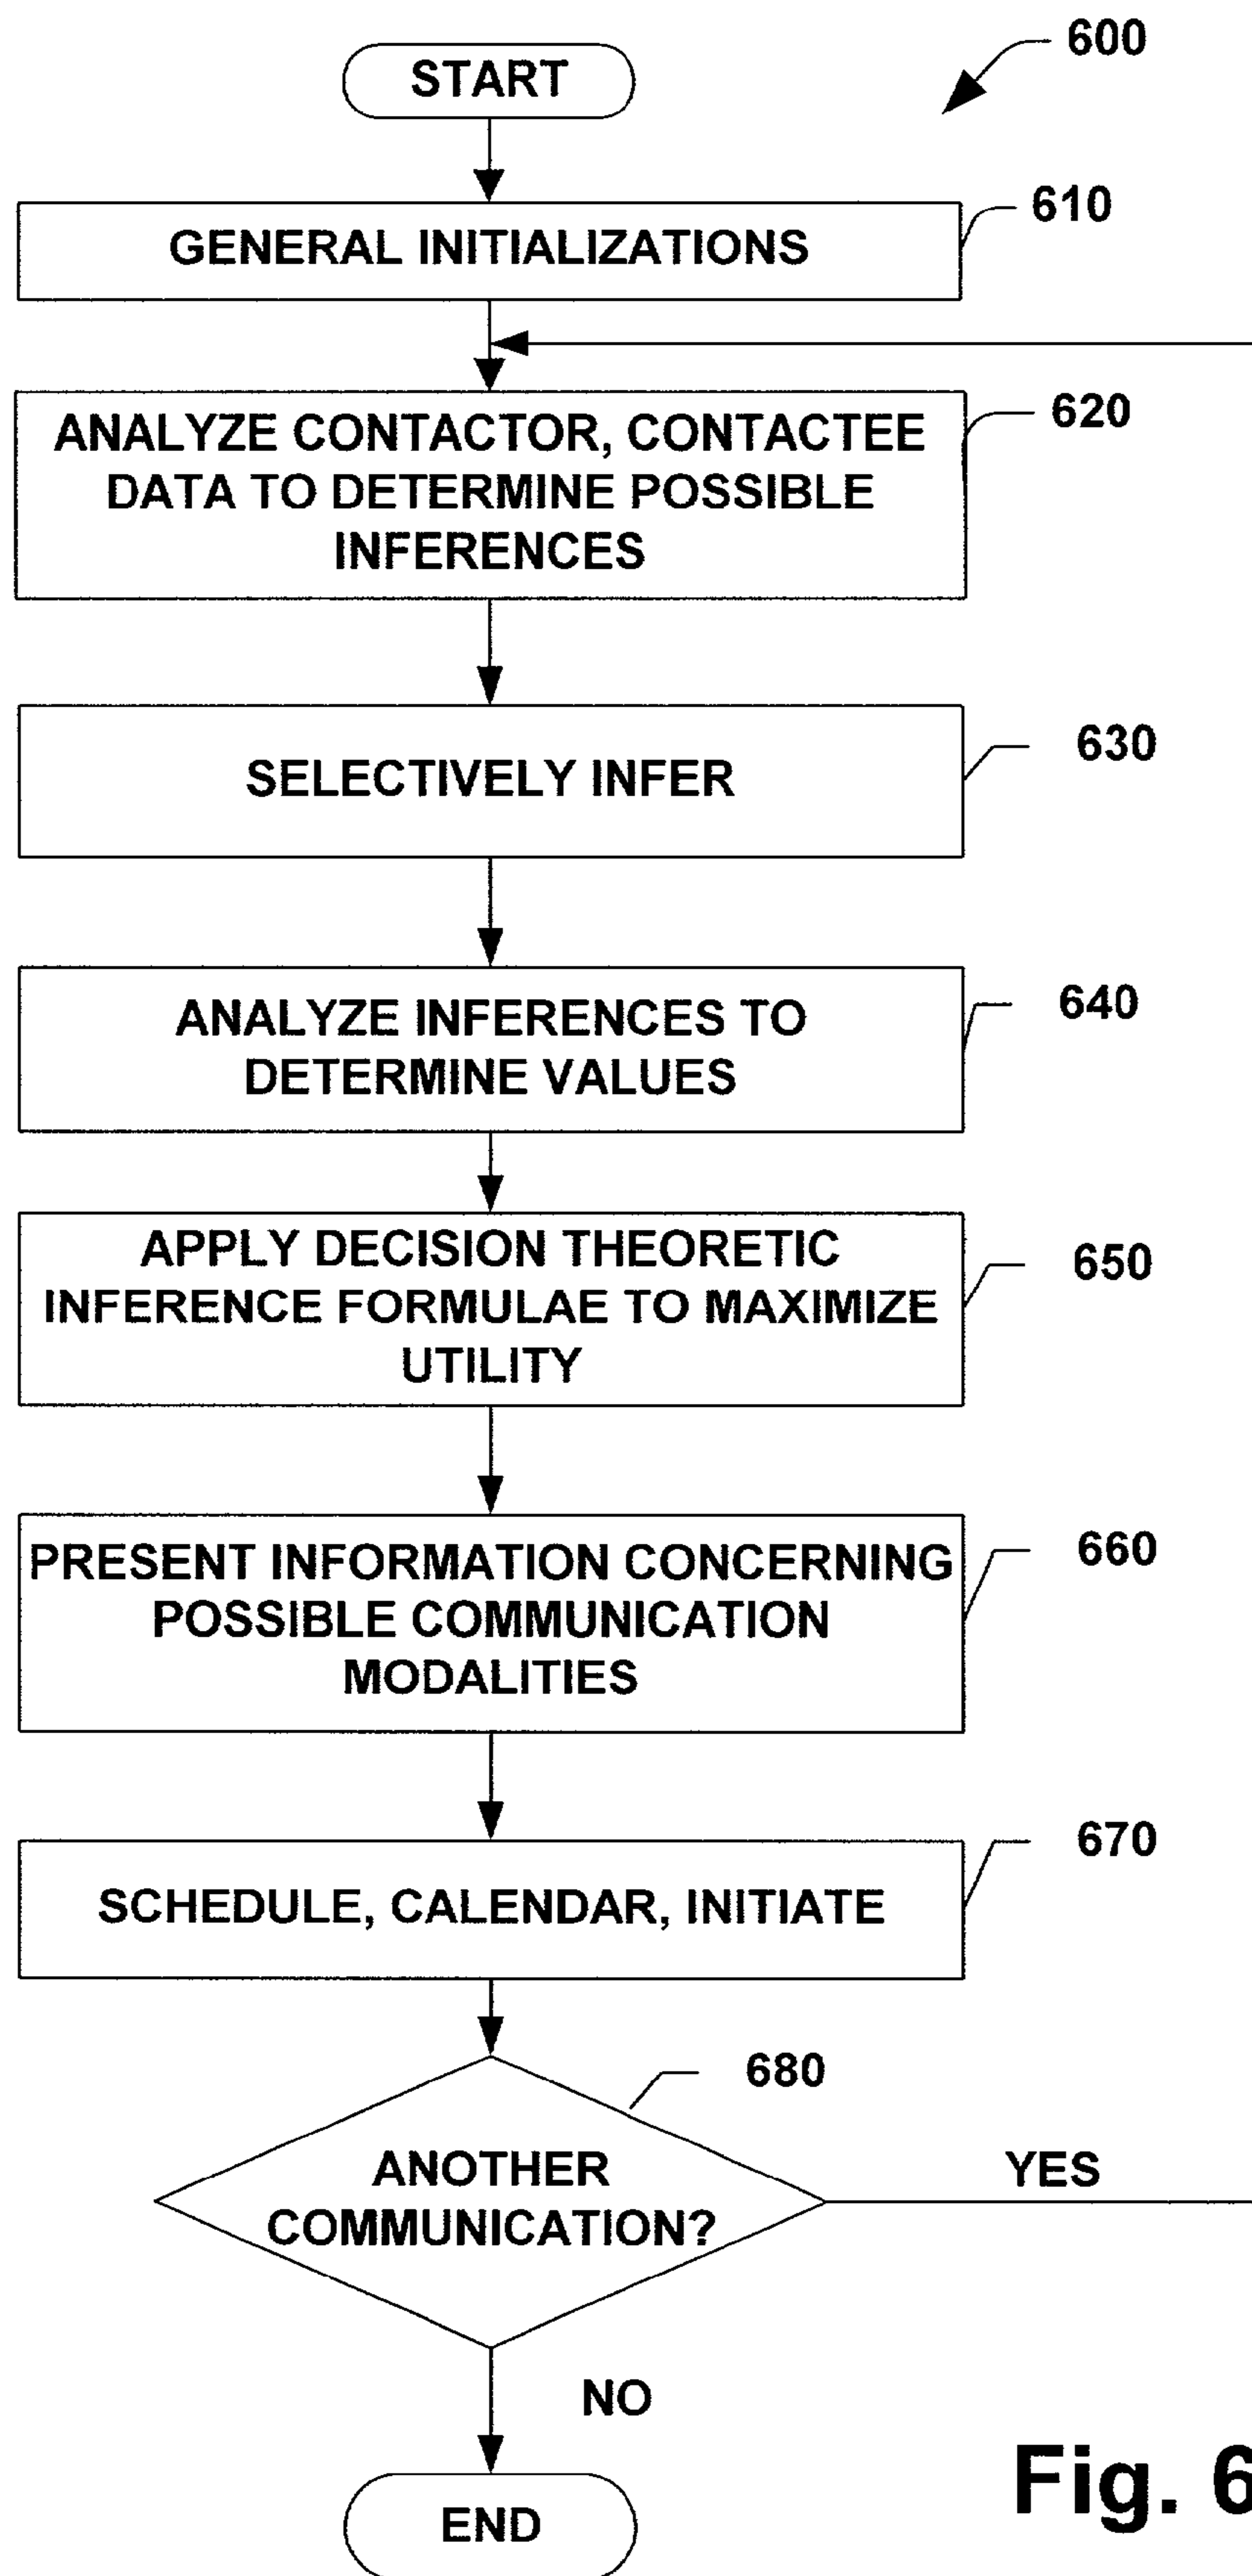 START
600
GENERAL INITIALIZATIONS
610
ANALYZE CONTACTOR, CONTACTEE
DATA TO DETERMINE POSSIBLE
INFERENCES
620
SELECTIVELY INFER
630
ANALYZE INFERENCES TO
DETERMINE VALUES
640
APPLY DECISION THEORETIC
INFERENCE FORMULAE TO MAXIMIZE
UTILITY
650
PRESENT INFORMATION CONCERNING
POSSIBLE COMMUNICATION
MODALITIES
660
SCHEDULE, CALENDAR, INITIATE
670
680
ANOTHER
COMMUNICATION?
YES
NO
END
Fig. 6